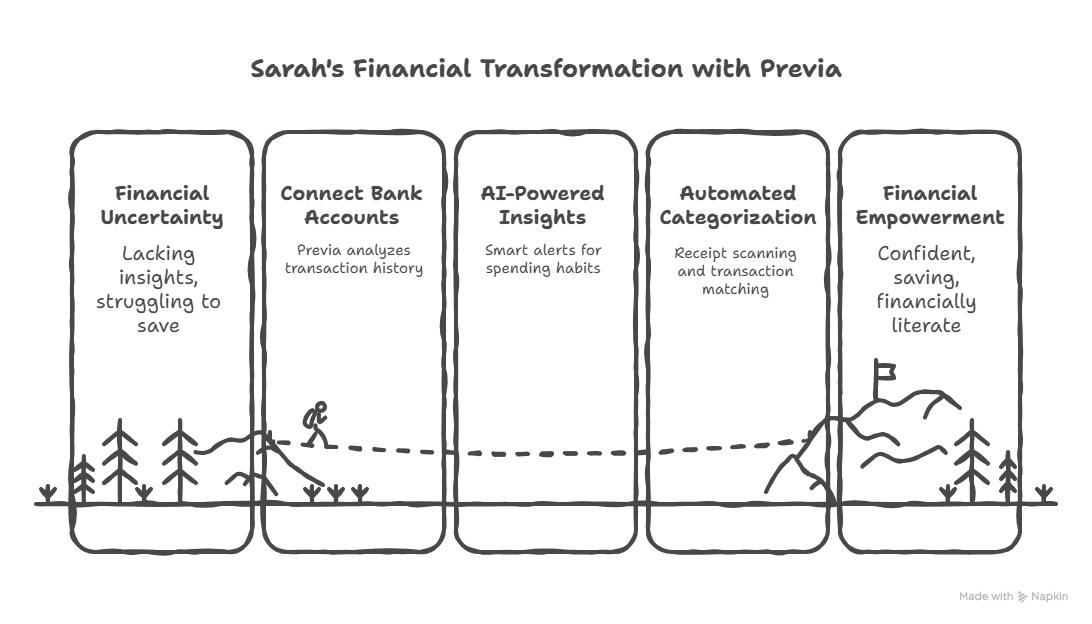 Sarah's Financial Transformation with Previa
Financial
Uncertainty
Lacking
insights,
struggling to
save
Connect Bank
Accounts
Previa analyzes
transaction history
AI-Powered
Insights
Smart alerts for
spending habits
Automated
Categorization
Receipt scanning
and transaction
matching
Financial
Empowerment
Confident,
saving,
financially
literate
Made with Napkin